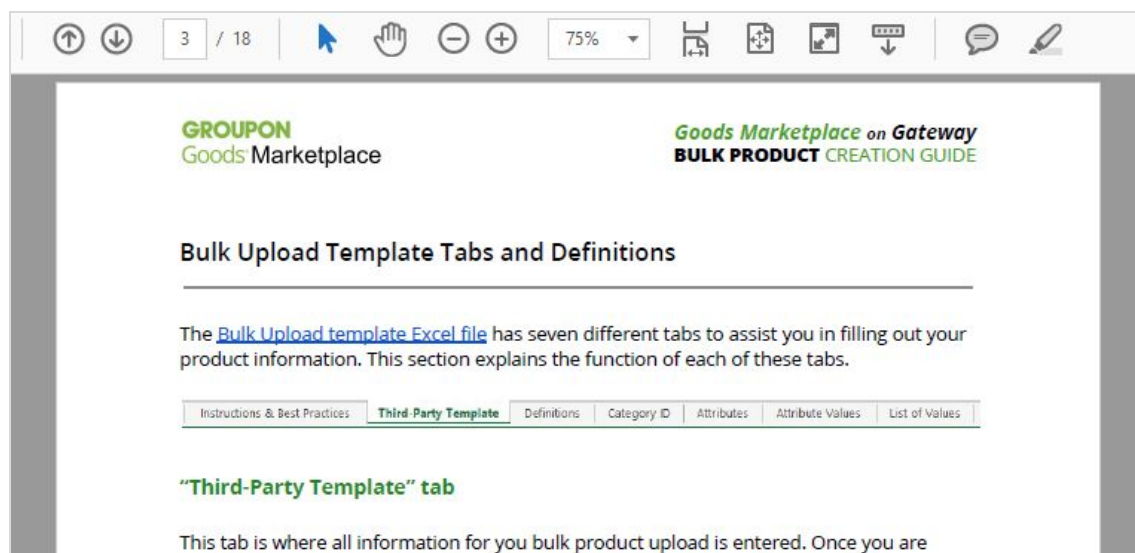 3 / 18 75%
GROUPON
Goods Marketplace
Goods Marketplace on Gateway
BULK PRODUCT CREATION GUIDE
Bulk Upload Template Tabs and Definitions
The Bulk Upload template Excel file has seven different tabs to assist you in filling out your
product information. This section explains the function of each of these tabs.
Instructions & Best Practices Third-Party Template Definitions Category ID Attributes Attribute Values List of Values
“Third-Party Template” tab
This tab is where all information for you bulk product upload is entered. Once you are